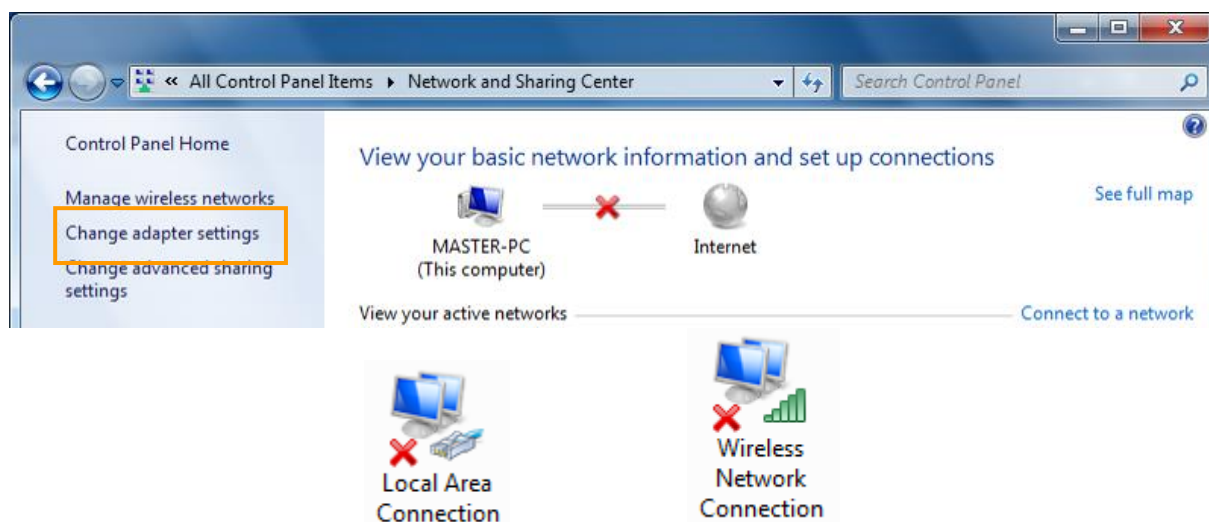 « All Control Panel Items ▸ Network and Sharing Center
Search Control Panel
Control Panel Home
Manage wireless networks
Change adapter settings
Change advanced sharing
settings
View your basic network information and set up connections
See full map
MASTER-PC
(This computer)
Internet
View your active networks
Connect to a network
Local Area
Connection
Wireless
Network
Connection